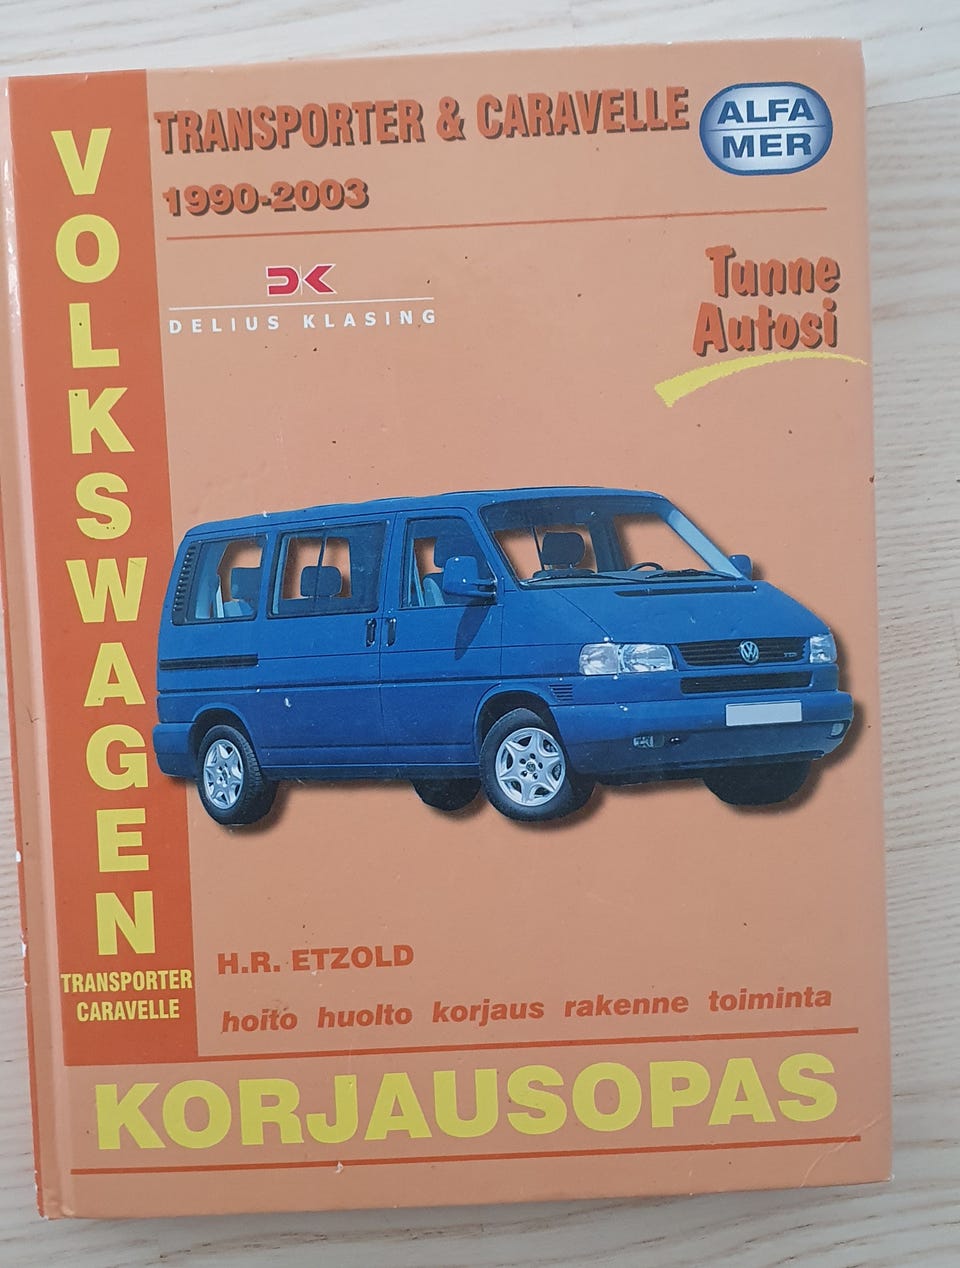 TRANSPORTER & CARAVELLE
1990-2003
ALFA
MER
DELIUS KLASING
Tunne
Autosi
VOLKSWAGEN
TRANSPORTER
CARAVELLE
H.R. ETZOLD
hoito huolto korjaus rakenne toiminta
KORJAUSOPAS